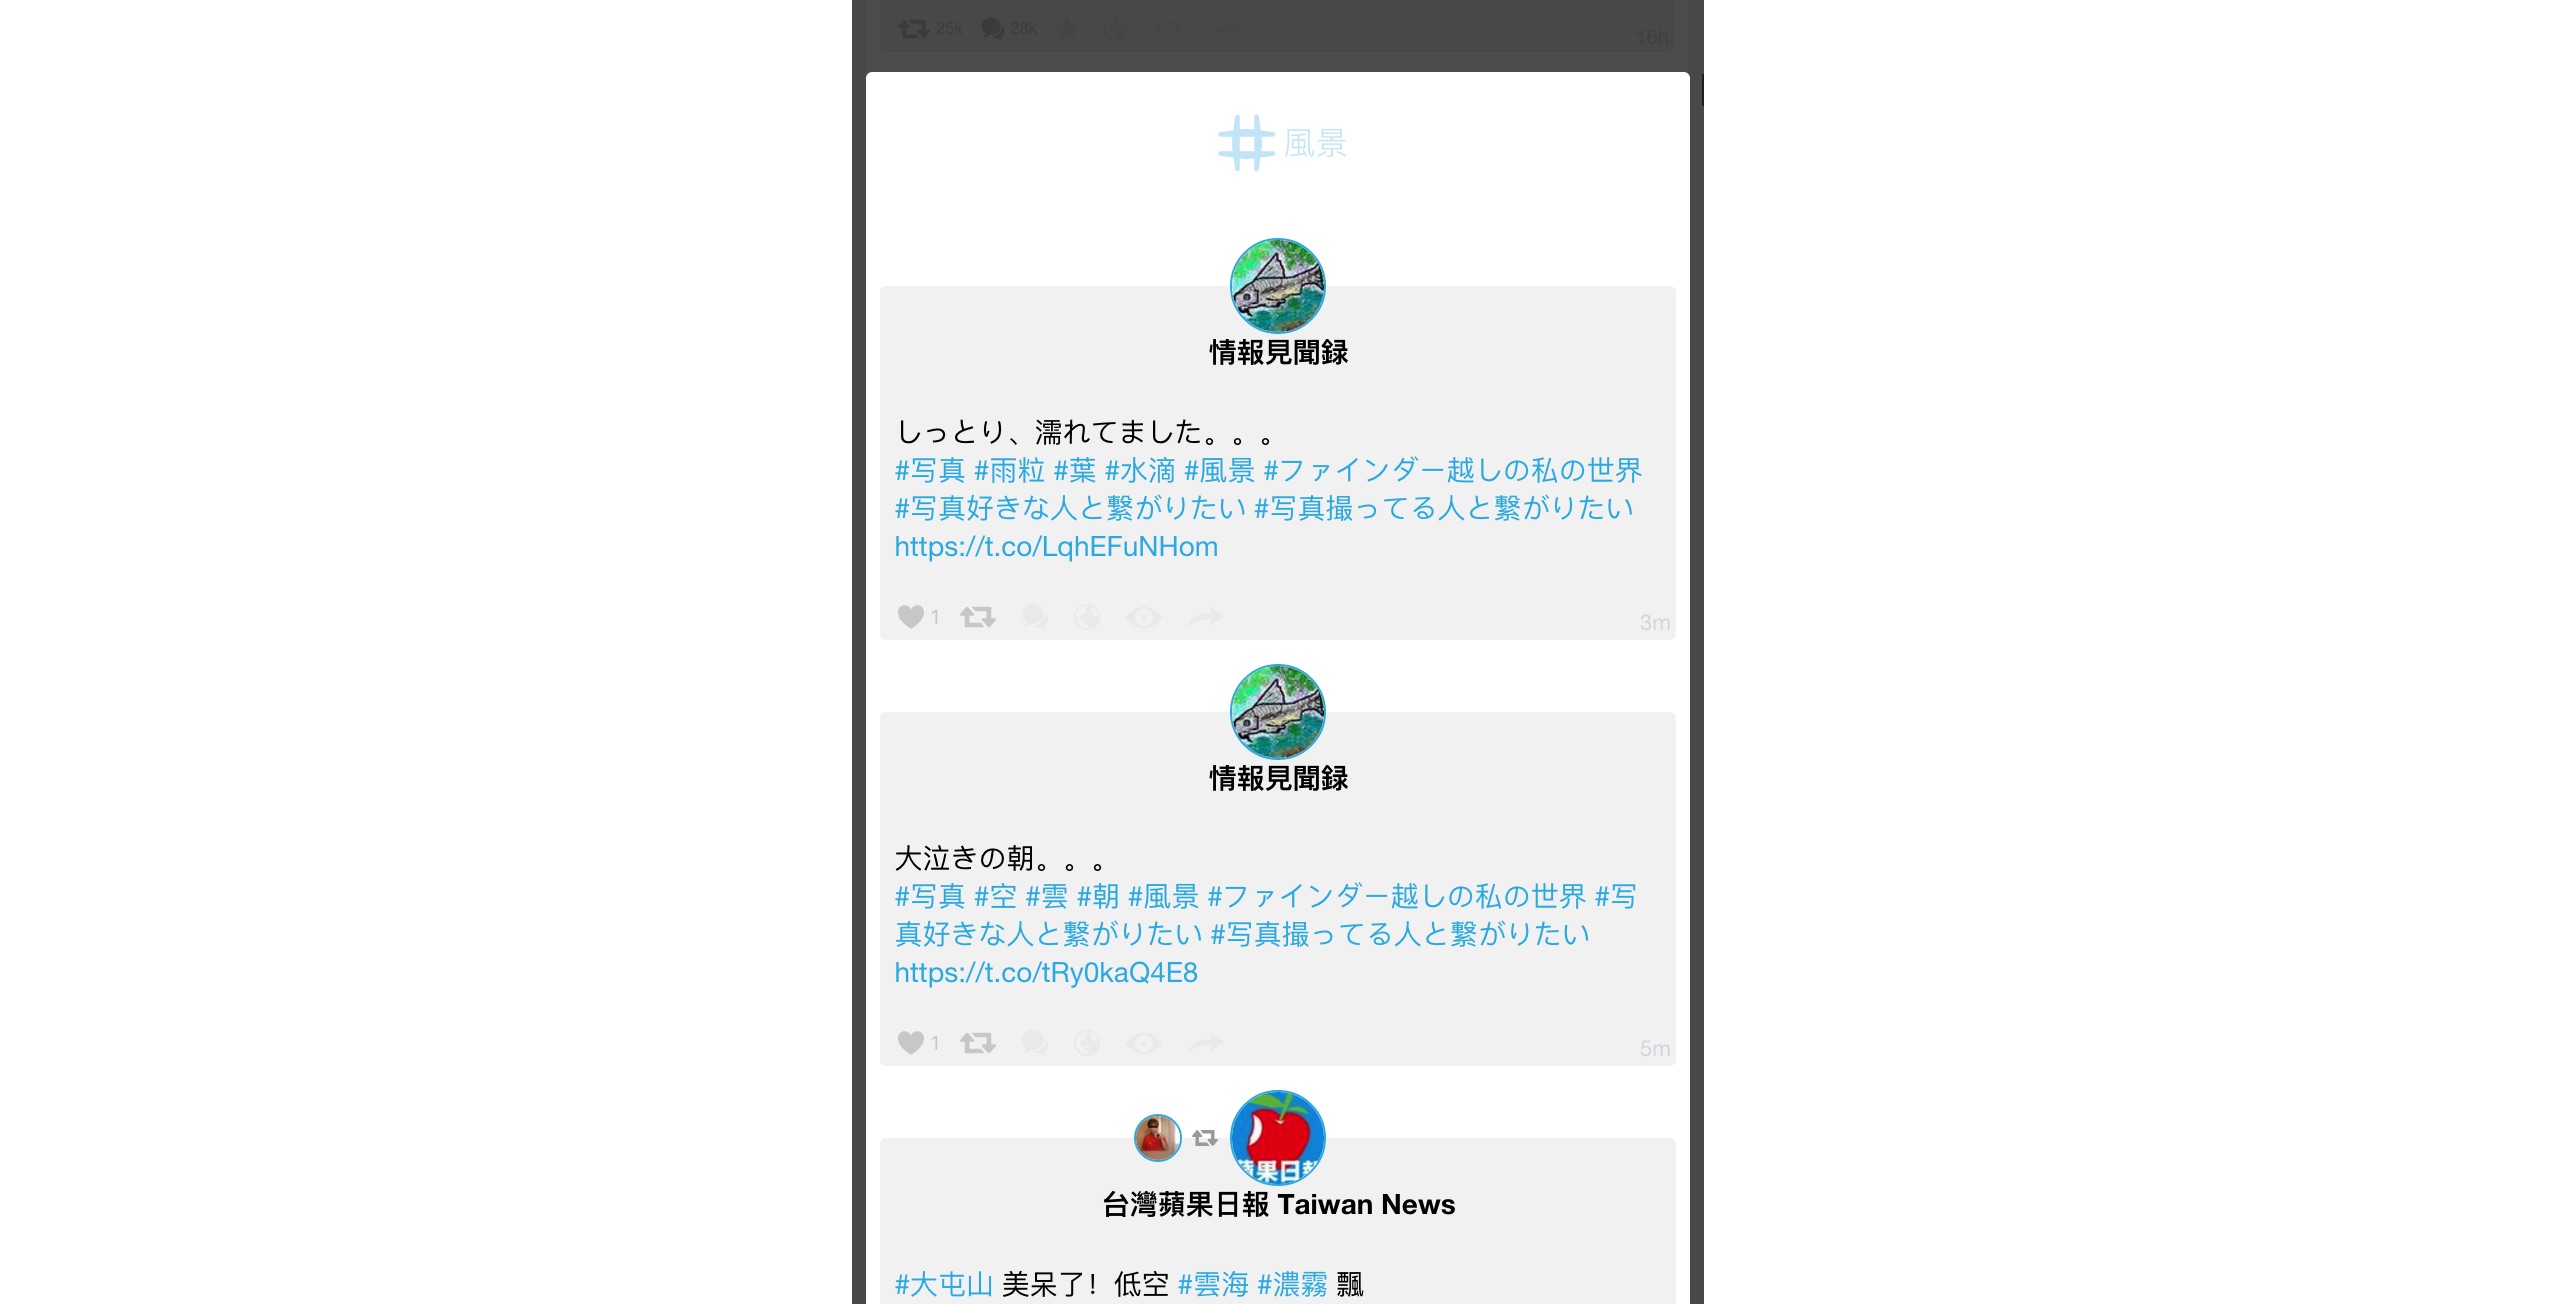 25k 28k 16h
#風景
情報見聞録
しっとり、濡れてました。。。
#写真 #雨粒 #葉 #水滴 #風景 #ファインダー越しの私の世界
#写真好きな人と繋がりたい #写真撮ってる人と繋がりたい
https://t.co/LqhEFuNHom
1 3m
情報見聞録
大泣きの朝。。。
#写真 #空 #雲 #朝 #風景 #ファインダー越しの私の世界 #写
真好きな人と繋がりたい #写真撮ってる人と繋がりたい
https://t.co/tRy0kaQ4E8
1 5m
蘋果日報
台灣蘋果日報 Taiwan News
#大屯山 美呆了！低空 #雲海 #濃霧 飄